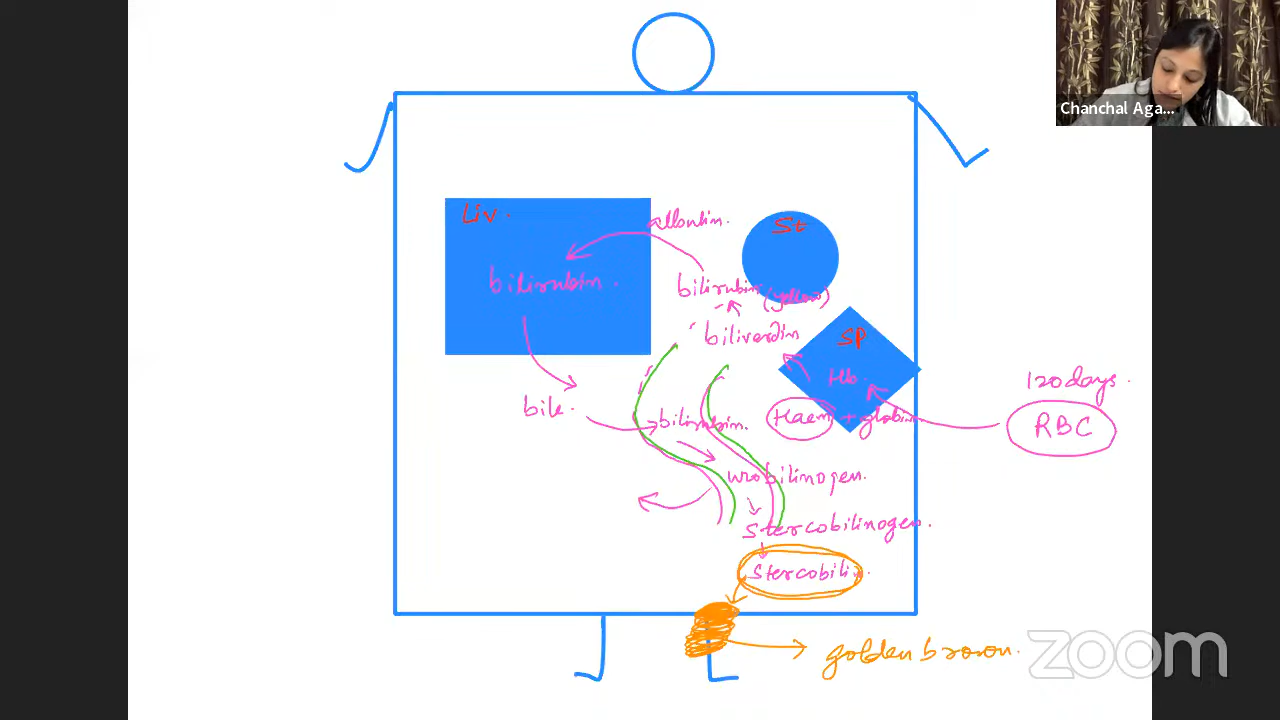 Chanchal Aga...
Liv.
albumin.
St
bilirubin.
bilirubin (yellow)
biliverdin
SP
Hb.
120 days.
bile.
bilirubin.
Haem + globin
RBC
urobilinogen.
stercobilinogen.
stercobilin.
golden brown.
zoom